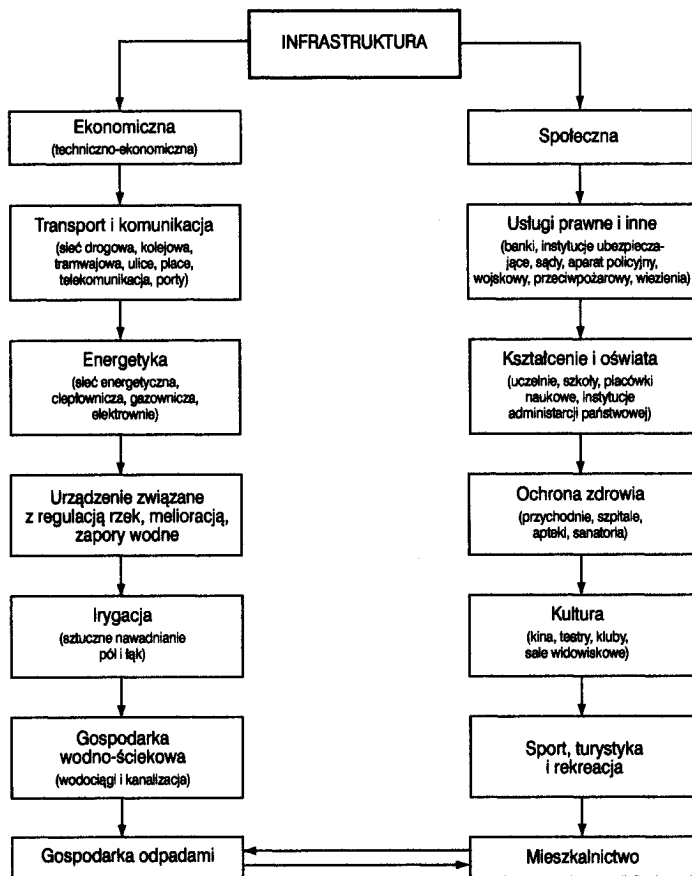 INFRASTRUKTURA
Ekonomiczna
(techniczno-ekonomiczna)
Transport i komunikacja
(sieć drogowa, kolejowa,
tramwajowa, ulice, place,
telekomunikacja, porty)
Energetyka
(sieć energetyczna,
ciepłownicza, gazownicza,
elektrownie)
Urządzenie związane
z regulacją rzek, melioracją,
zapory wodne
Irygacja
(sztuczne nawadnianie
pól i łąk)
Gospodarka
wodno-ściekowa
(wodociągi i kanalizacja)
Gospodarka odpadami
Społeczna
Usługi prawne i inne
(banki, instytucje ubezpiecza-
jące, sądy, aparat policyjny,
wojskowy, przeciwpożarowy, wiezienia)
Kształcenie i oświata
(uczelnie, szkoły, placówki
naukowe, instytucje
administarcji państwowej)
Ochrona zdrowia
(przychodnie, szpitale,
apteki, sanatoria)
Kultura
(kina, teatry, kluby,
sale widowiskowe)
Sport, turystyka
i rekreacja
Mieszkalnictwo